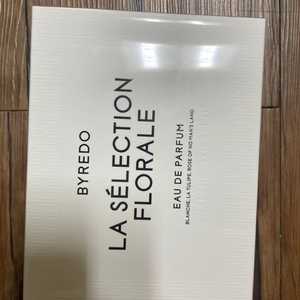 BYREDO
LA SÉLECTION
FLORALE
EAU DE PARFUM
BLANCHE, LA TULIPE, ROSE OF NO MAN'S LAND